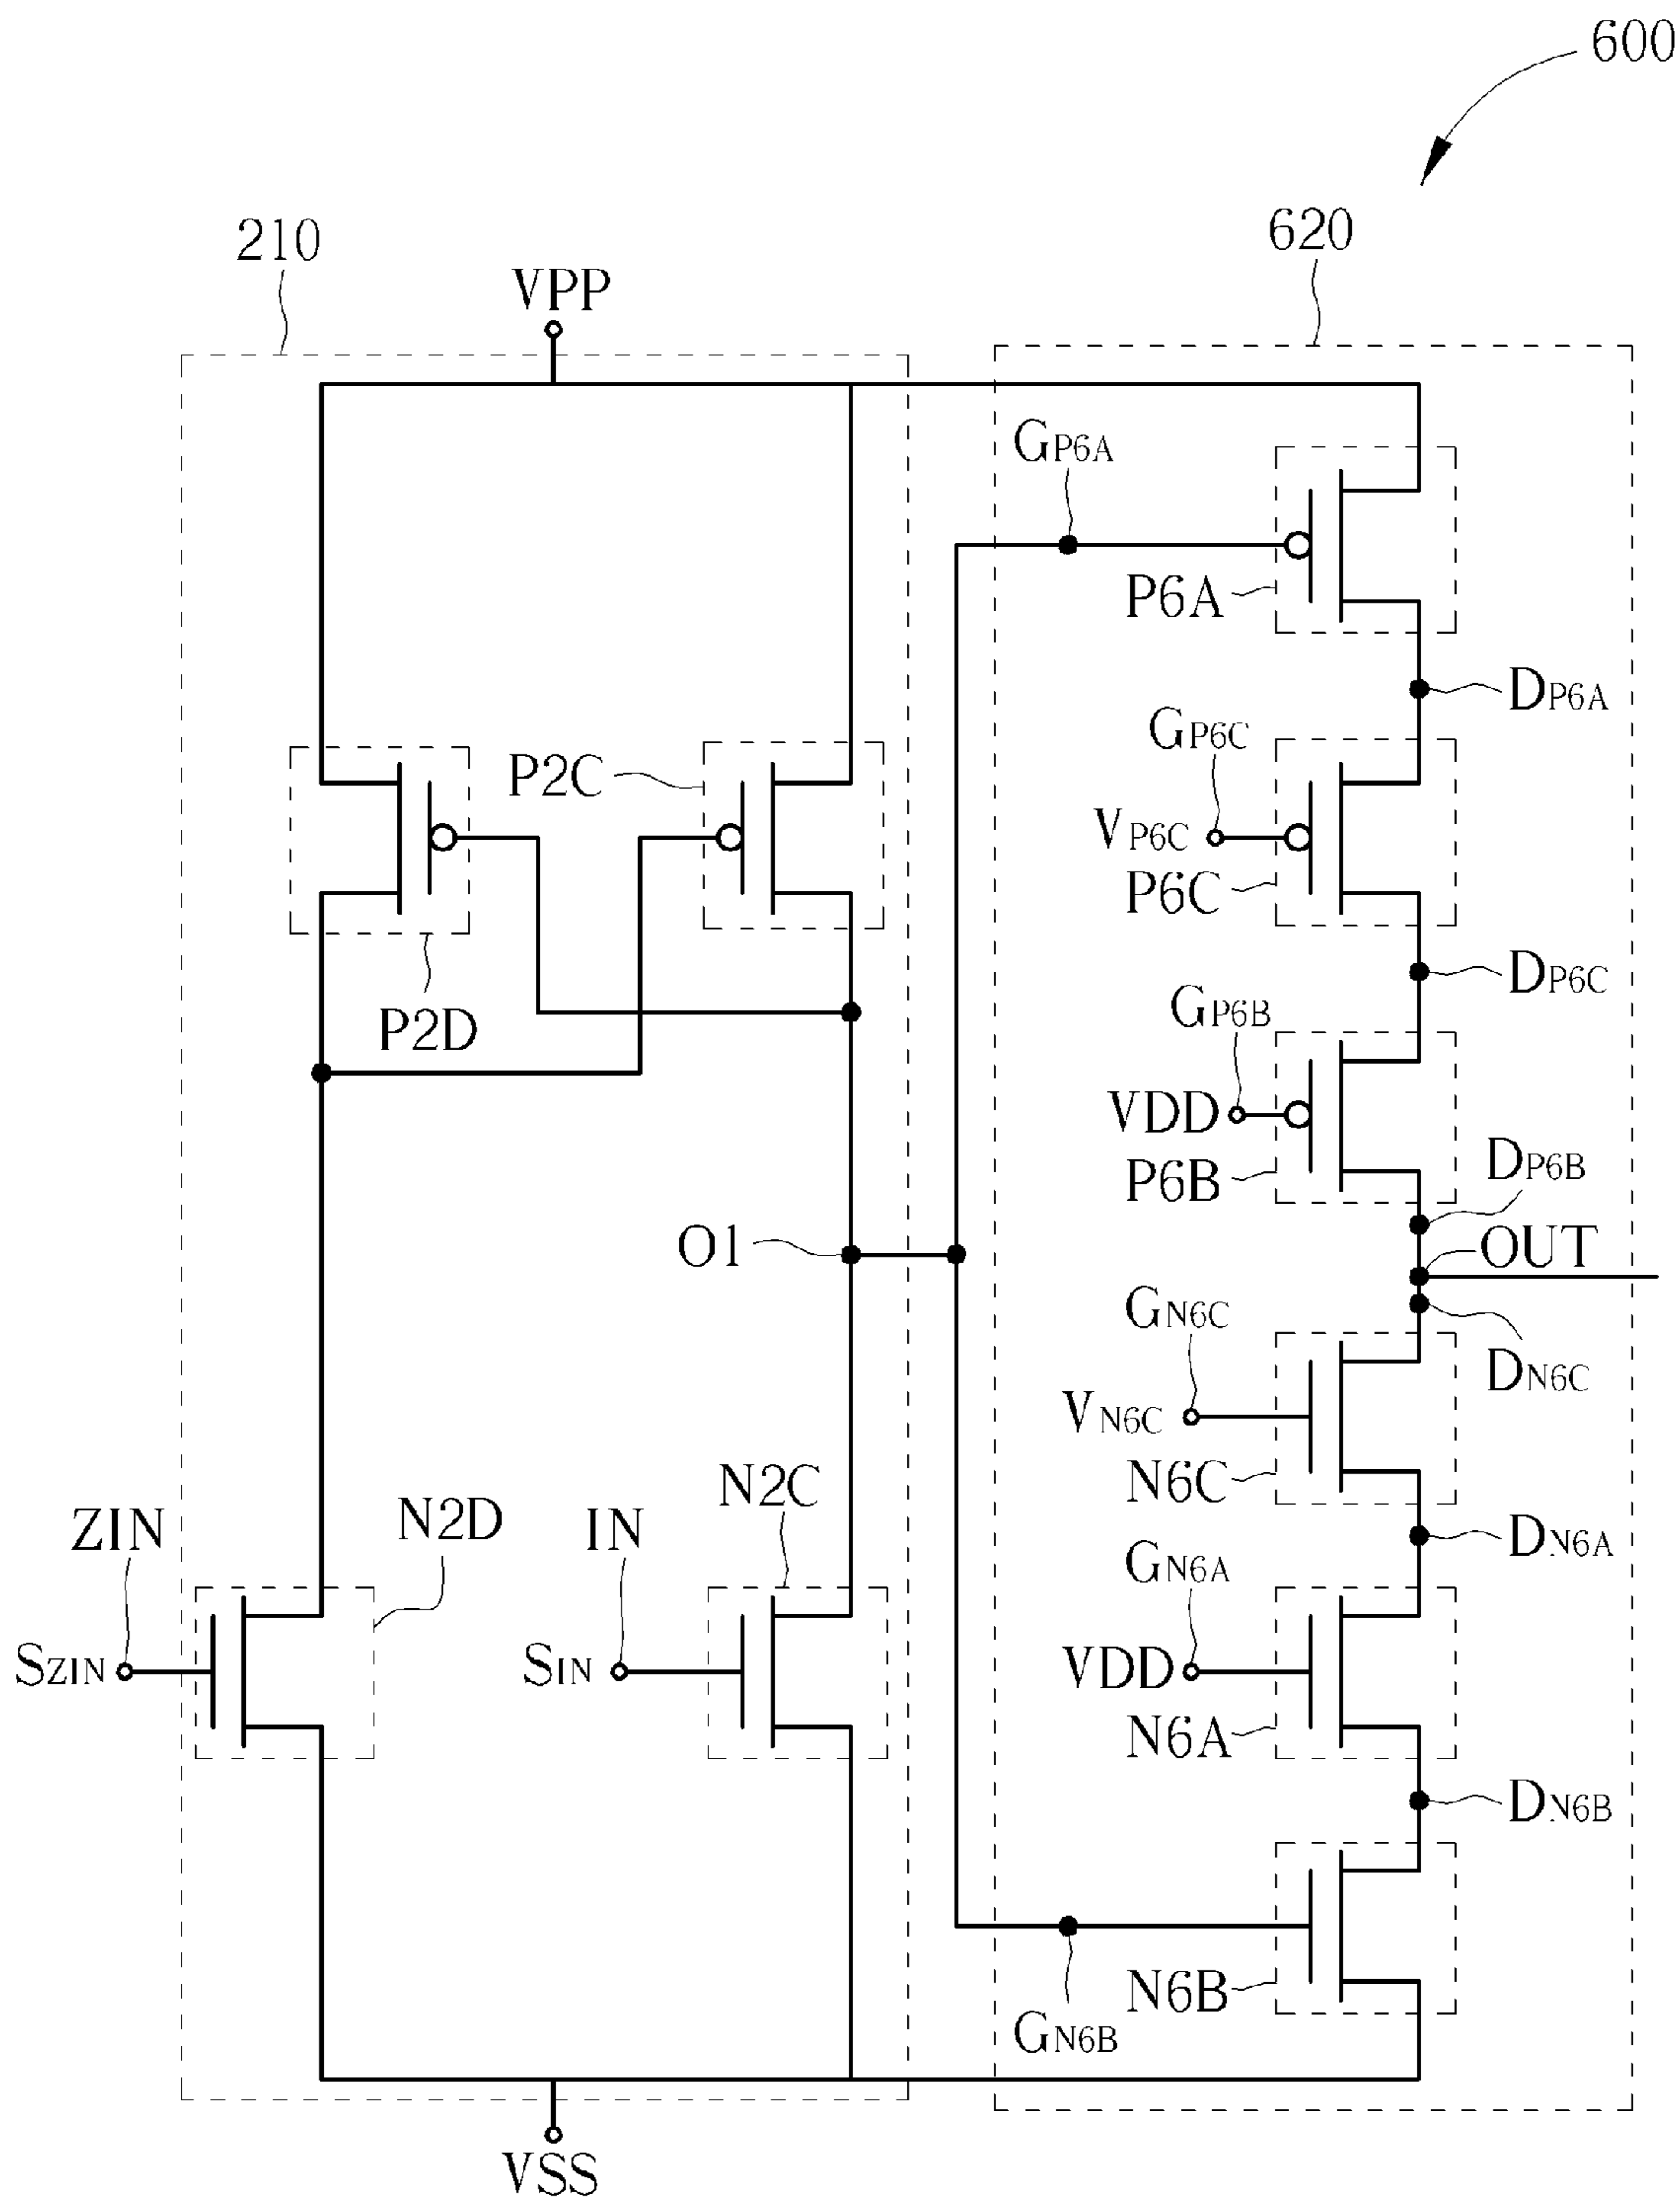 600
210
620
VPP
GP6A
P6A
DP6A
GP6C
P2C
VP6C
P6C
DP6C
GP6B
P2D
VDD
P6B
DP6B
O1
OUT
GN6C
DN6C
VN6C
N6C
N2C
ZIN
N2D
IN
DN6A
GN6A
SZIN
SIN
VDD
N6A
DN6B
N6B
GN6B
VSS